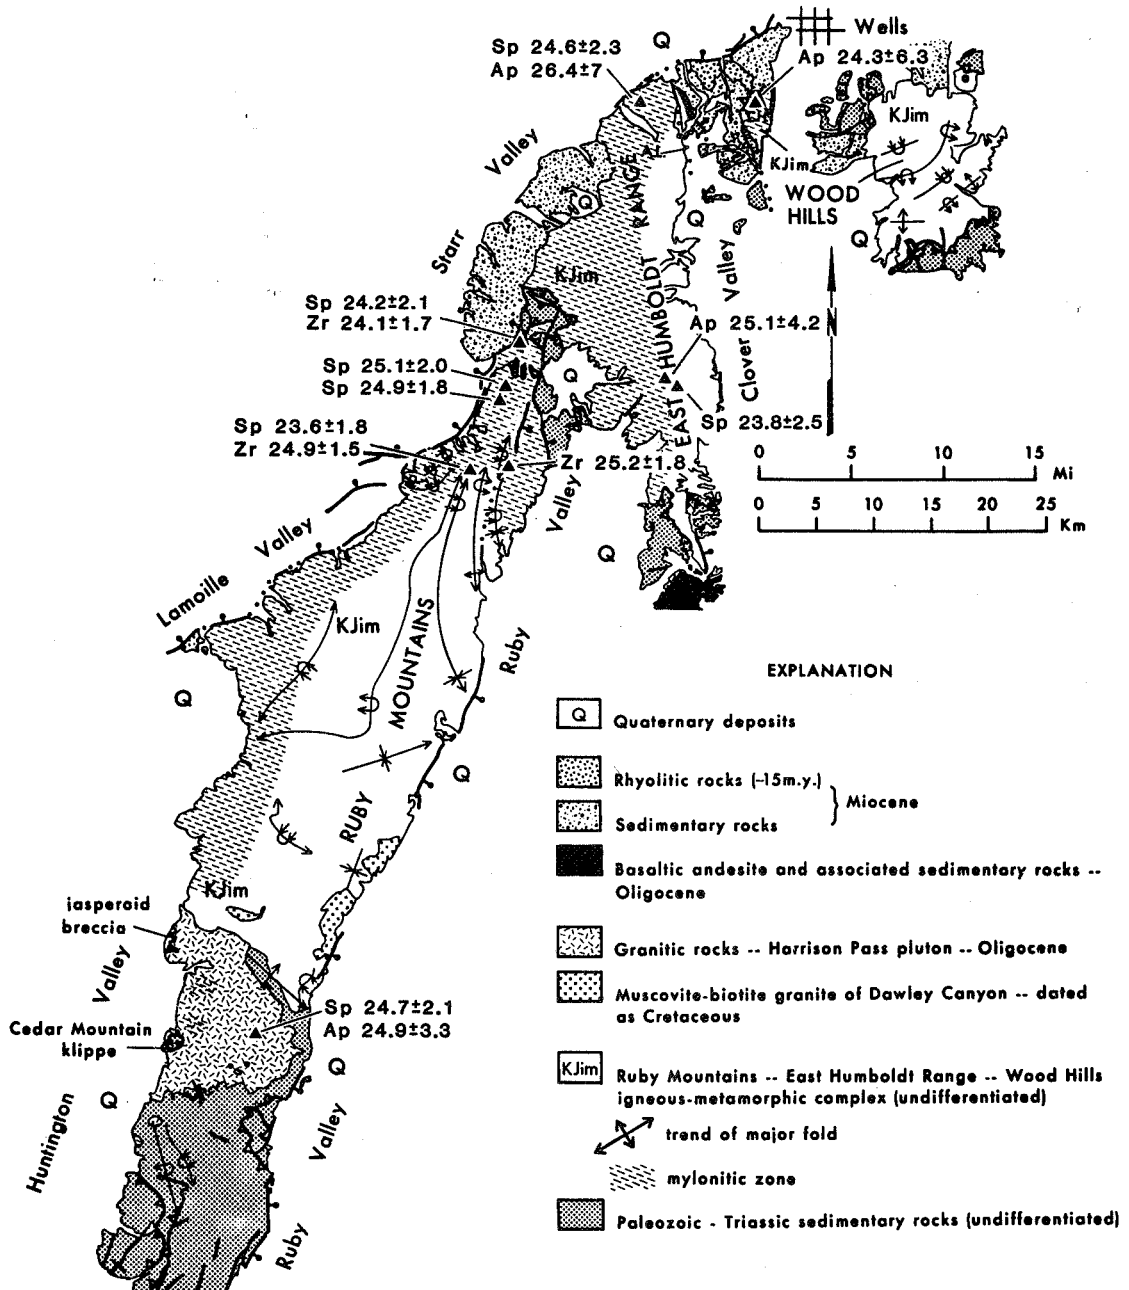 Wells
Sp 24.6±2.3
Ap 26.4±7
Q
Ap 24.3±6.3
KJim
Valley
RANGE
KJim
WOOD
HILLS
Q
Q
Q
Starr
Valley
KJim
EAST HUMBOLDT
Sp 24.2±2.1
Zr 24.1±1.7
Ap 25.1±4.2
N
Clover
Sp 25.1±2.0
Sp 24.9±1.8
Q
Sp 23.8±2.5
Sp 23.6±1.8
Zr 24.9±1.5
Zr 25.2±1.8
0 5 10 15
Mi
0 5 10 15 20 25
Km
Valley
Valley
Q
Lamoille
KJim
MOUNTAINS
Ruby
Q
Q
RUBY
KJim
jasperoid
breccia
Valley
Sp 24.7±2.1
Ap 24.9±3.3
Cedar Mountain
klippe
Q
Q
Huntington
Valley
Ruby
EXPLANATION
Q Quaternary deposits
Rhyolitic rocks (~15m.y.)
Miocene
Sedimentary rocks
Basaltic andesite and associated sedimentary rocks --
Oligocene
Granitic rocks -- Harrison Pass pluton -- Oligocene
Muscovite-biotite granite of Dawley Canyon -- dated
as Cretaceous
KJim Ruby Mountains -- East Humboldt Range -- Wood Hills
igneous-metamorphic complex (undifferentiated)
trend of major fold
mylonitic zone
Paleozoic - Triassic sedimentary rocks (undifferentiated)